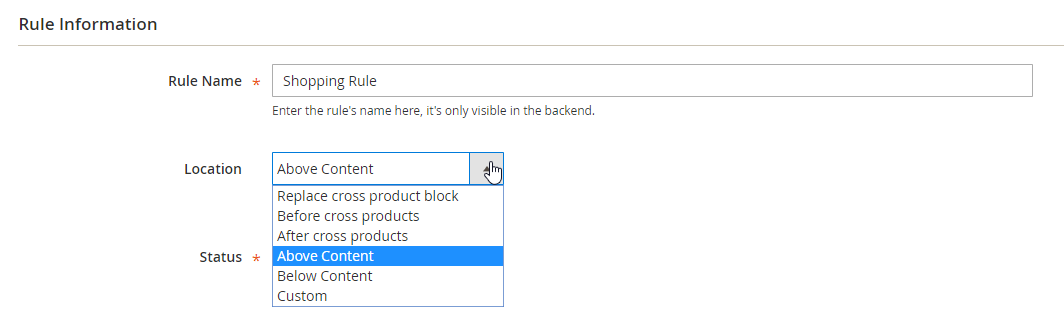 Rule Information
Rule Name *
Shopping Rule
Enter the rule's name here, it's only visible in the backend.
Location
Above Content
Replace cross product block
Before cross products
After cross products
Status *
Above Content
Below Content
Custom